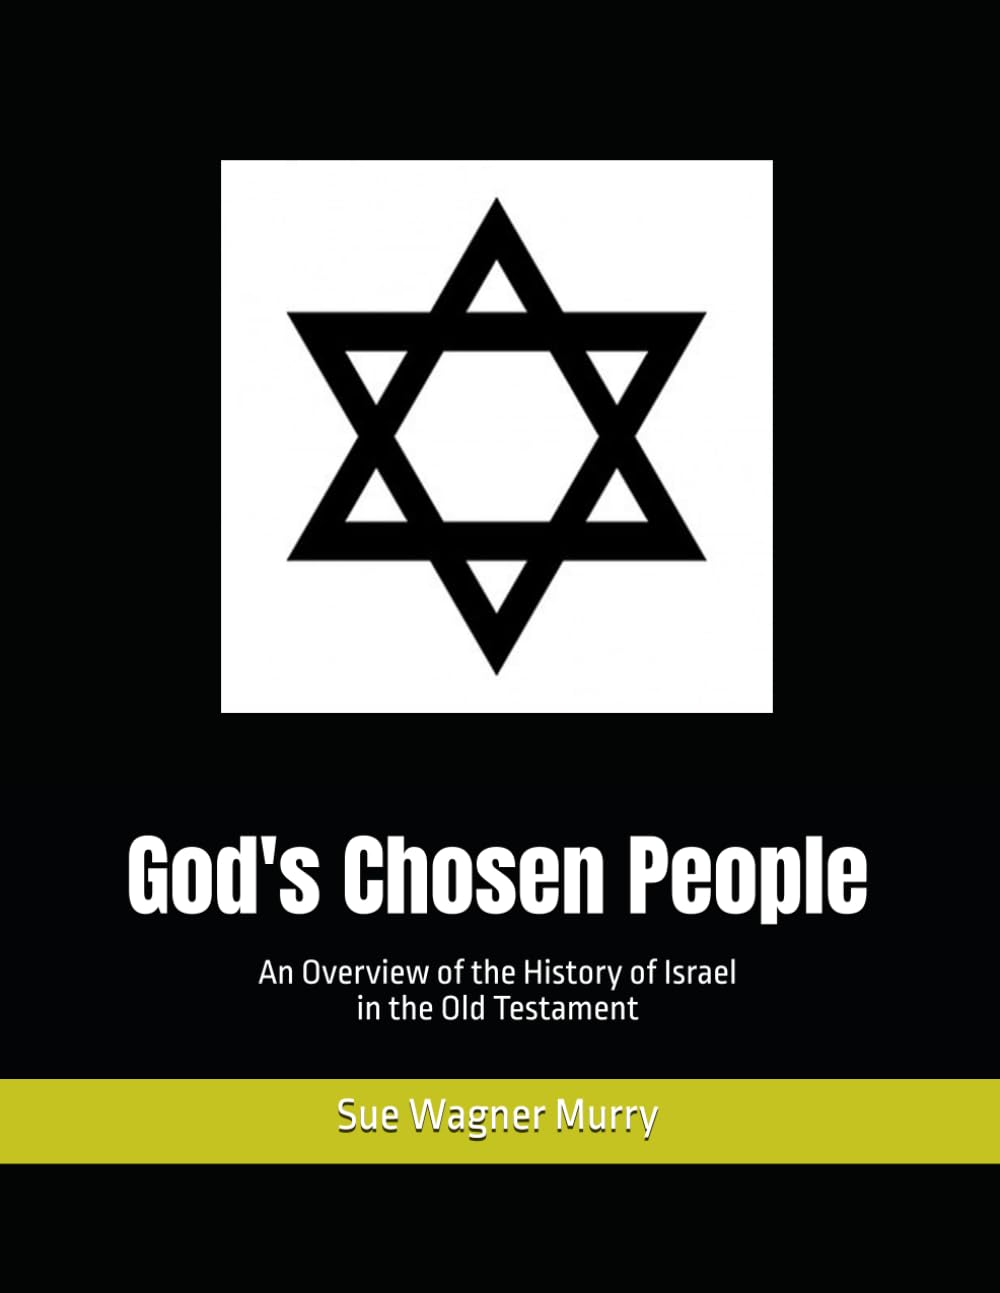 God's Chosen People
An Overview of the History of Israel
in the Old Testament
Sue Wagner Murry